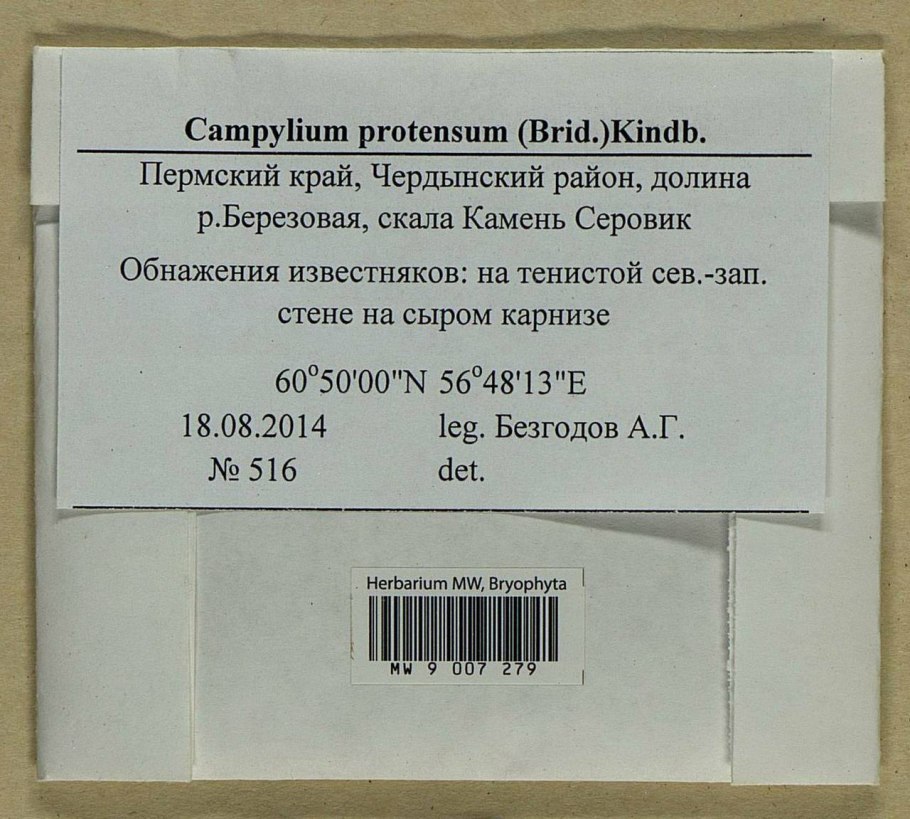 Campylium protensum (Brid.)Kindb.
Пермский край, Чердынский район, долина
р.Березовая, скала Камень Серовик
Обнажения известняков: на тенистой сев.-зап.
стене на сыром карнизе
60°50'00"N 56°48'13"E
18.08.2014 leg. Безгодов А.Г.
№ 516 det.
Herbarium MW, Bryophyta
MW 9 007 279